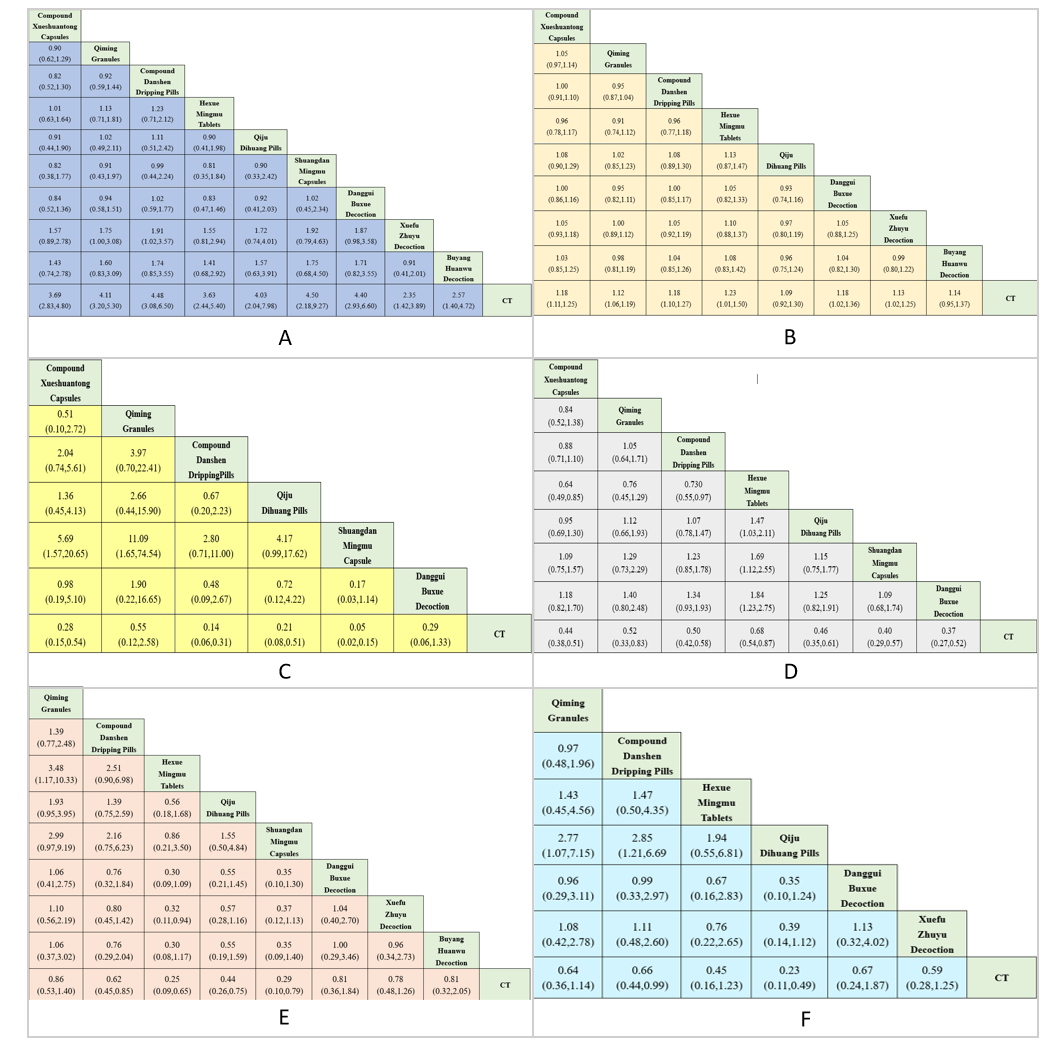 Compound
Xueshuantong
Capsules
0.90
(0.62,1.29)
Qiming
Granules
0.82
(0.52,1.30)
0.92
(0.59,1.44)
Compound
Danshen
Dripping Pills
1.01
(0.63,1.64)
1.13
(0.71,1.81)
1.23
(0.71,2.12)
Hexue
Mingmu
Tablets
0.91
(0.44,1.90)
1.02
(0.49,2.11)
1.11
(0.51,2.42)
0.90
(0.41,1.98)
Qiju
Dihuang Pills
0.82
(0.38,1.77)
0.91
(0.43,1.97)
0.99
(0.44,2.24)
0.81
(0.35,1.84)
0.90
(0.33,2.42)
Shuangdan
Mingmu
Capsules
0.84
(0.52,1.36)
0.94
(0.58,1.51)
1.02
(0.59,1.77)
0.83
(0.47,1.46)
0.92
(0.41,2.03)
1.02
(0.45,2.34)
Danggui
Buxue
Decoction
1.57
(0.89,2.78)
1.75
(1.00,3.08)
1.91
(1.02,3.57)
1.55
(0.81,2.94)
1.72
(0.74,4.01)
1.92
(0.79,4.63)
1.87
(0.98,3.58)
Xuefu
Zhuyu
Decoction
1.43
(0.74,2.78)
1.60
(0.83,3.09)
1.74
(0.85,3.55)
1.41
(0.68,2.92)
1.57
(0.63,3.91)
1.75
(0.68,4.50)
1.71
(0.82,3.55)
0.91
(0.41,2.01)
Buyang
Huanwu
Decoction
3.69
(2.83,4.80)
4.11
(3.20,5.30)
4.48
(3.08,6.50)
3.63
(2.44,5.40)
4.03
(2.04,7.98)
4.50
(2.18,9.27)
4.40
(2.93,6.60)
2.35
(1.42,3.89)
2.57
(1.40,4.72)
CT
A
Compound
Xueshuantong
Capsules
1.05
(0.97,1.14)
Qiming
Granules
1.00
(0.91,1.10)
0.95
(0.87,1.04)
Compound
Danshen
Dripping Pills
0.96
(0.78,1.17)
0.91
(0.74,1.12)
0.96
(0.77,1.18)
Hexue
Mingmu
Tablets
1.08
(0.90,1.29)
1.02
(0.85,1.23)
1.08
(0.89,1.30)
1.13
(0.87,1.47)
Qiju
Dihuang Pills
1.00
(0.86,1.16)
0.95
(0.82,1.11)
1.00
(0.85,1.17)
1.05
(0.82,1.33)
0.93
(0.74,1.16)
Danggui
Buxue
Decoction
1.05
(0.93,1.18)
1.00
(0.89,1.12)
1.05
(0.92,1.19)
1.10
(0.88,1.37)
0.97
(0.80,1.19)
1.05
(0.88,1.25)
Xuefu
Zhuyu
Decoction
1.03
(0.85,1.25)
0.98
(0.81,1.19)
1.04
(0.85,1.26)
1.08
(0.83,1.42)
0.96
(0.75,1.24)
1.04
(0.82,1.30)
0.99
(0.80,1.22)
Buyang
Huanwu
Decoction
1.18
(1.11,1.25)
1.12
(1.06,1.19)
1.18
(1.10,1.27)
1.23
(1.01,1.50)
1.09
(0.92,1.30)
1.18
(1.02,1.36)
1.13
(1.02,1.25)
1.14
(0.95,1.37)
CT
B
Compound
Xueshuantong
Capsules
0.51
(0.10,2.72)
Qiming
Granules
2.04
(0.74,5.61)
3.97
(0.70,22.41)
Compound
Danshen
DrippingPills
1.36
(0.45,4.13)
2.66
(0.44,15.90)
0.67
(0.20,2.23)
Qiju
Dihuang Pills
5.69
(1.57,20.65)
11.09
(1.65,74.54)
2.80
(0.71,11.00)
4.17
(0.99,17.62)
Shuangdan
Mingmu
Capsule
0.98
(0.19,5.10)
1.90
(0.22,16.65)
0.48
(0.09,2.67)
0.72
(0.12,4.22)
0.17
(0.03,1.14)
Danggui
Buxue
Decoction
0.28
(0.15,0.54)
0.55
(0.12,2.58)
0.14
(0.06,0.31)
0.21
(0.08,0.51)
0.05
(0.02,0.15)
0.29
(0.06,1.33)
CT
C
Compound
Xueshuantong
Capsules
0.84
(0.52,1.38)
Qiming
Granules
0.88
(0.71,1.10)
1.05
(0.64,1.71)
Compound
Danshen
Dripping Pills
0.64
(0.49,0.85)
0.76
(0.45,1.29)
0.730
(0.55,0.97)
Hexue
Mingmu
Tablets
0.95
(0.69,1.30)
1.12
(0.66,1.93)
1.07
(0.78,1.47)
1.47
(1.03,2.11)
Qiju
Dihuang Pills
1.09
(0.75,1.57)
1.29
(0.73,2.29)
1.23
(0.85,1.78)
1.69
(1.12,2.55)
1.15
(0.75,1.77)
Shuangdan
Mingmu
Capsules
1.18
(0.82,1.70)
1.40
(0.80,2.48)
1.34
(0.93,1.93)
1.84
(1.23,2.75)
1.25
(0.82,1.91)
1.09
(0.68,1.74)
Danggui
Buxue
Decoction
0.44
(0.38,0.51)
0.52
(0.33,0.83)
0.50
(0.42,0.58)
0.68
(0.54,0.87)
0.46
(0.35,0.61)
0.40
(0.29,0.57)
0.37
(0.27,0.52)
CT
D
Qiming
Granules
1.39
(0.77,2.48)
Compound
Danshen
Dripping Pills
3.48
(1.17,10.33)
2.51
(0.90,6.98)
Hexue
Mingmu
Tablets
1.93
(0.95,3.95)
1.39
(0.75,2.59)
0.56
(0.18,1.68)
Qiju
Dihuang Pills
2.99
(0.97,9.19)
2.16
(0.75,6.23)
0.86
(0.21,3.50)
1.55
(0.50,4.84)
Shuangdan
Mingmu
Capsules
1.06
(0.41,2.75)
0.76
(0.32,1.84)
0.30
(0.09,1.09)
0.55
(0.21,1.45)
0.35
(0.10,1.30)
Danggui
Buxue
Decoction
1.10
(0.56,2.19)
0.80
(0.45,1.42)
0.32
(0.11,0.94)
0.57
(0.28,1.16)
0.37
(0.12,1.13)
1.04
(0.40,2.70)
Xuefu
Zhuyu
Decoction
1.06
(0.37,3.02)
0.76
(0.29,2.04)
0.30
(0.08,1.17)
0.55
(0.19,1.59)
0.35
(0.09,1.40)
1.00
(0.29,3.46)
0.96
(0.34,2.73)
Buyang
Huanwu
Decoction
0.86
(0.53,1.40)
0.62
(0.45,0.85)
0.25
(0.09,0.65)
0.44
(0.26,0.75)
0.29
(0.10,0.79)
0.81
(0.36,1.84)
0.78
(0.48,1.26)
0.81
(0.32,2.05)
CT
E
Qiming
Granules
0.97
(0.48,1.96)
Compound
Danshen
Dripping Pills
1.43
(0.45,4.56)
1.47
(0.50,4.35)
Hexue
Mingmu
Tablets
2.77
(1.07,7.15)
2.85
(1.21,6.69
1.94
(0.55,6.81)
Qiju
Dihuang Pills
0.96
(0.29,3.11)
0.99
(0.33,2.97)
0.67
(0.16,2.83)
0.35
(0.10,1.24)
Danggui
Buxue
Decoction
1.08
(0.42,2.78)
1.11
(0.48,2.60)
0.76
(0.22,2.65)
0.39
(0.14,1.12)
1.13
(0.32,4.02)
Xuefu
Zhuyu
Decoction
0.64
(0.36,1.14)
0.66
(0.44,0.99)
0.45
(0.16,1.23)
0.23
(0.11,0.49)
0.67
(0.24,1.87)
0.59
(0.28,1.25)
CT
F